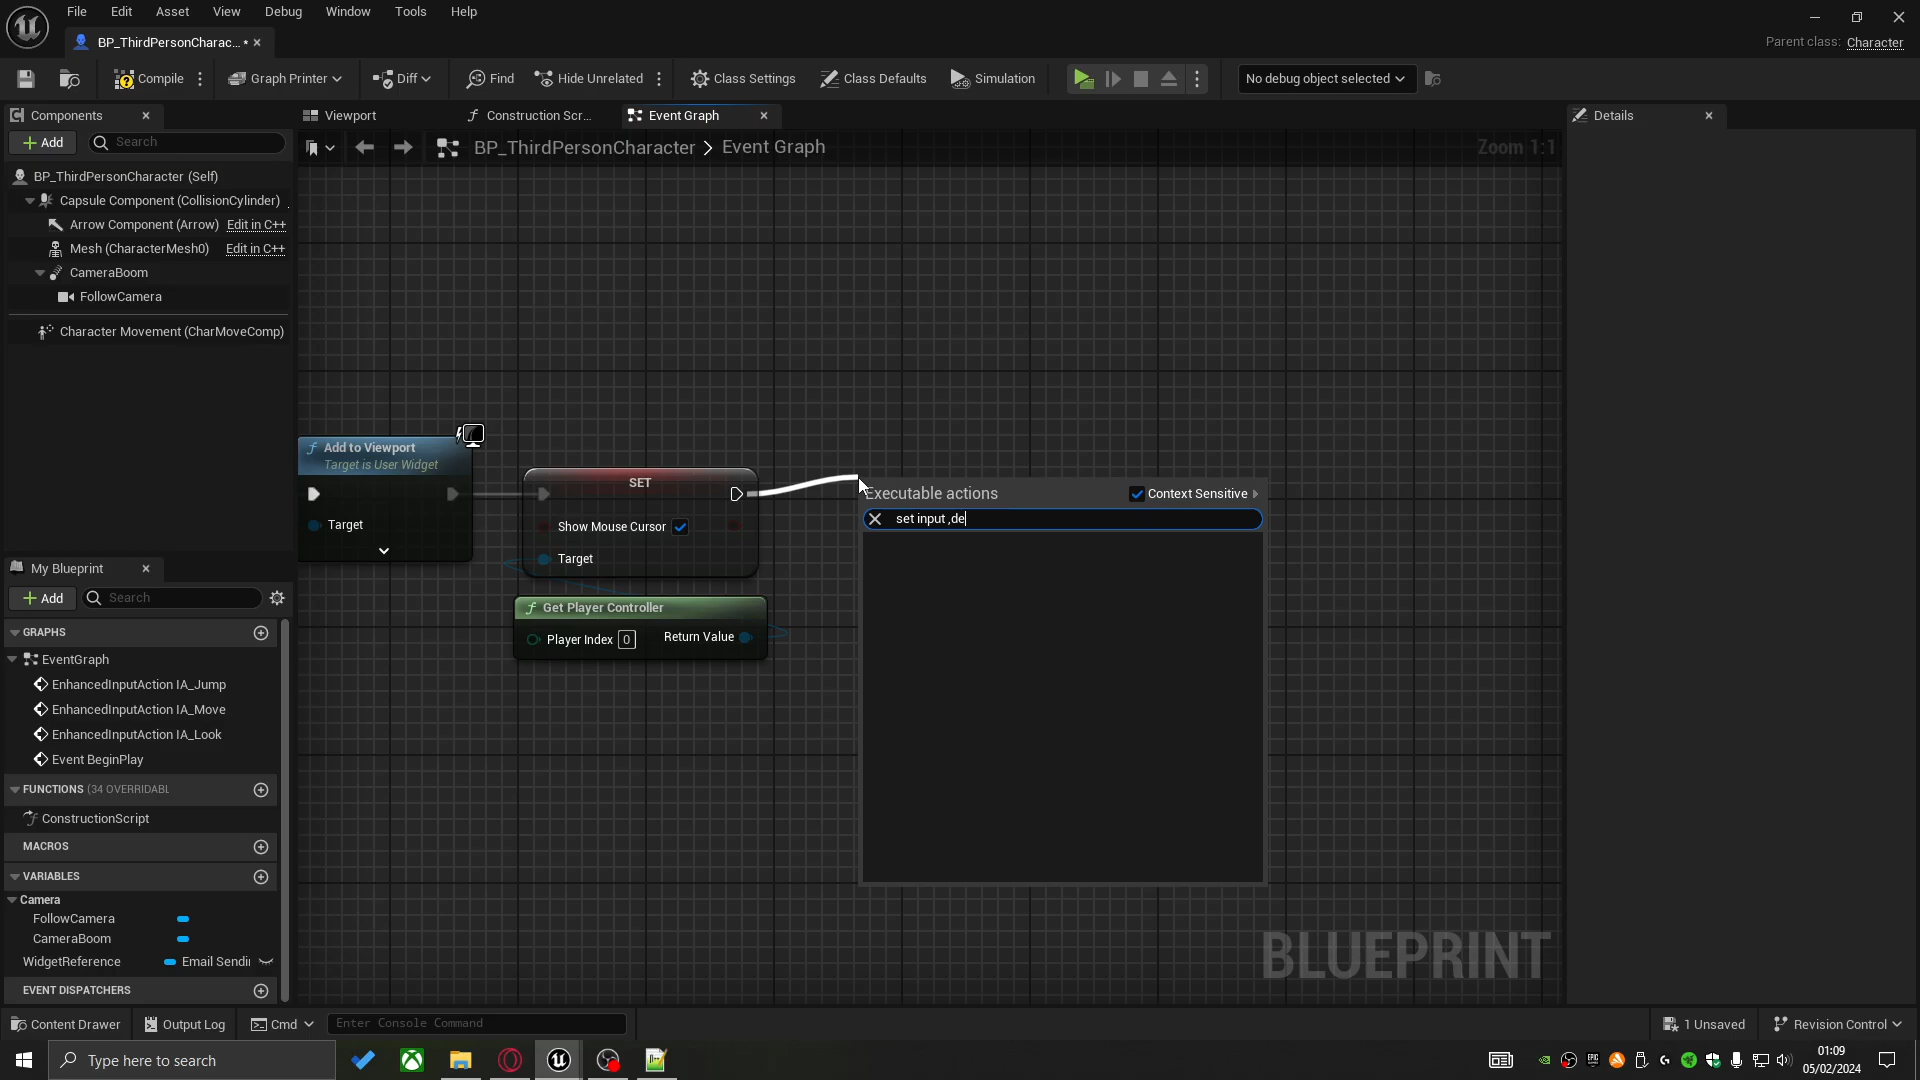 File Edit Asset View Debug Window Tools Help
BP_ThirdPersonCharac... *
Parent class: Character
Compile Graph Printer Diff Find Hide Unrelated Class Settings Class Defaults Simulation No debug object selected
Components
Viewport Construction Scr... Event Graph
Details
Add Search
BP_ThirdPersonCharacter > Event Graph
Zoom 1:1
BP_ThirdPersonCharacter (Self)
Capsule Component (CollisionCylinder)
Arrow Component (Arrow) Edit in C++
Mesh (CharacterMesh0) Edit in C++
CameraBoom
FollowCamera
Character Movement (CharMoveComp)
Add to Viewport
Target is User Widget
Target
SET
Show Mouse Cursor
Target
Get Player Controller
Player Index 0 Return Value
Executable actions Context Sensitive
set input ,de
My Blueprint
Add Search
GRAPHS
EventGraph
EnhancedInputAction IA_Jump
EnhancedInputAction IA_Move
EnhancedInputAction IA_Look
Event BeginPlay
FUNCTIONS (34 OVERRIDABL
ConstructionScript
MACROS
VARIABLES
Camera
FollowCamera
CameraBoom
WidgetReference Email Sendi
EVENT DISPATCHERS
BLUEPRINT
Content Drawer Output Log Cmd Enter Console Command 1 Unsaved Revision Control
Type here to search
01:09
05/02/2024